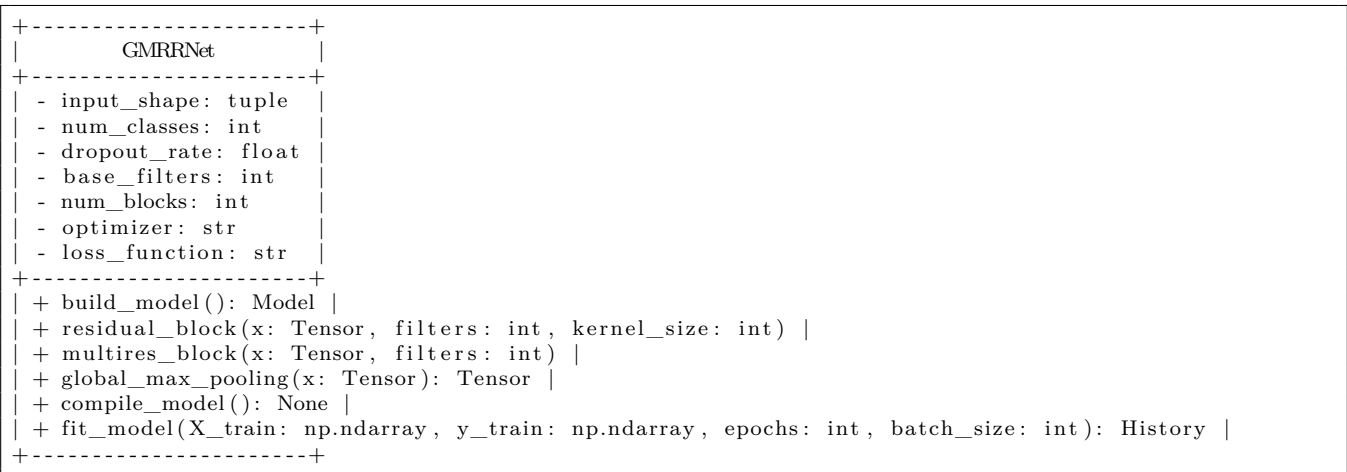 +-----------------------+
|        GMRRNet        |
+-----------------------+
| - input_shape: tuple  |
| - num_classes: int    |
| - dropout_rate: float |
| - base_filters: int   |
| - num_blocks: int     |
| - optimizer: str      |
| - loss_function: str  |
+-----------------------+
| + build_model(): Model |
| + residual_block(x: Tensor, filters: int, kernel_size: int) |
| + multires_block(x: Tensor, filters: int) |
| + global_max_pooling(x: Tensor): Tensor |
| + compile_model(): None |
| + fit_model(X_train: np.ndarray, y_train: np.ndarray, epochs: int, batch_size: int): History |
+-----------------------+